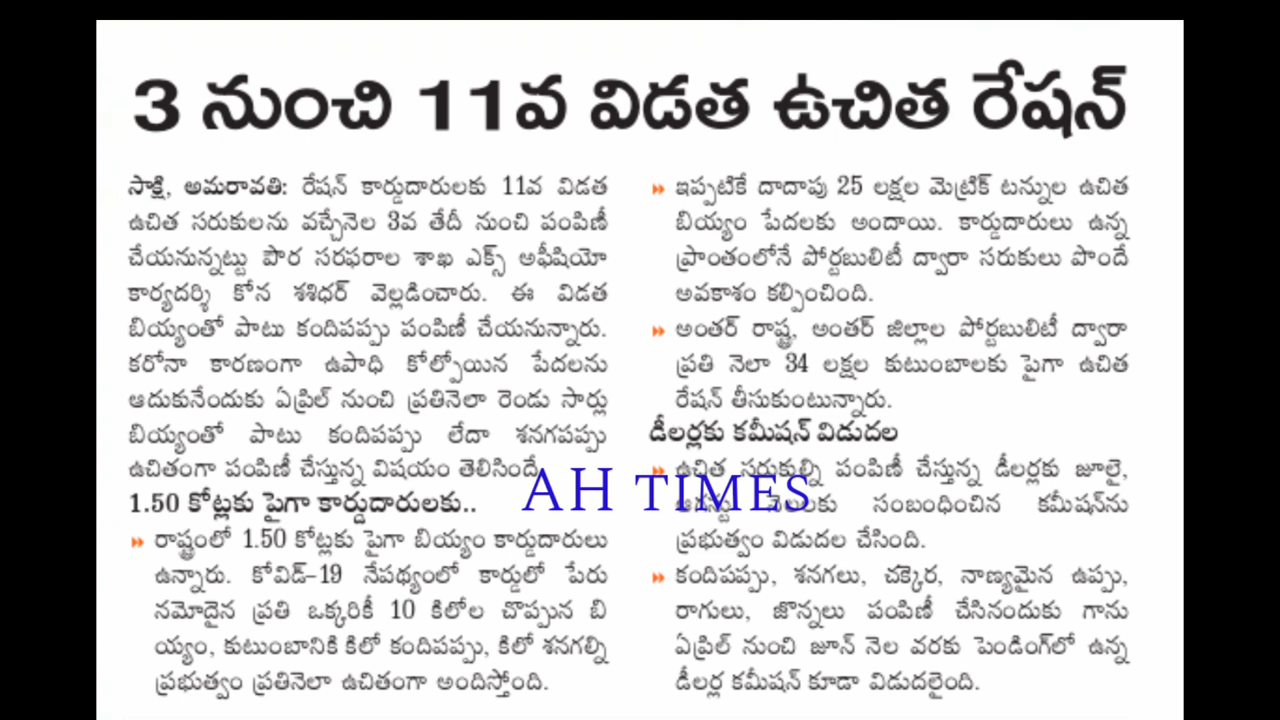 3 నుంచి 11వ విడత ఉచిత రేషన్
సాక్షి, అమరావతి: రేషన్ కార్డుదారులకు 11వ విడత
ఉచిత సరుకులను వచ్చేనెల 3వ తేదీ నుంచి పంపిణీ
చేయనున్నట్టు పౌర సరఫరాల శాఖ ఎక్స్ అఫీషియో
కార్యదర్శి కోన శశిధర్ వెల్లడించారు. ఈ విడత
బియ్యంతో పాటు కందిపప్పు పంపిణీ చేయనున్నారు.
కరోనా కారణంగా ఉపాధి కోల్పోయిన పేదలను
ఆదుకునేందుకు ఏప్రిల్ నుంచి ప్రతినెలా రెండు సార్లు
బియ్యంతో పాటు కందిపప్పు లేదా శనగపప్పు
ఉచితంగా పంపిణీ చేస్తున్న విషయం తెలిసిందే.
1.50 కోట్లకు పైగా కార్డుదారులకు..
రాష్ట్రంలో 1.50 కోట్లకు పైగా బియ్యం కార్డుదారులు
ఉన్నారు. కోవిడ్–19 నేపథ్యంలో కార్డులో పేరు
నమోదైన ప్రతి ఒక్కరికీ 10 కిలోల చొప్పున బి
య్యం, కుటుంబానికి కిలో కందిపప్పు, కిలో శనగల్ని
ప్రభుత్వం ప్రతినెలా ఉచితంగా అందిస్తోంది.
ఇప్పటికే దాదాపు 25 లక్షల మెట్రిక్ టన్నుల ఉచిత
బియ్యం పేదలకు అందాయి. కార్డుదారులు ఉన్న
ప్రాంతంలోనే పోర్టబులిటీ ద్వారా సరుకులు పొందే
అవకాశం కల్పించింది.
అంతర్ రాష్ట్ర, అంతర్ జిల్లాల పోర్టబులిటీ ద్వారా
ప్రతి నెలా 34 లక్షల కుటుంబాలకు పైగా ఉచిత
రేషన్ తీసుకుంటున్నారు.
డీలర్లకు కమీషన్ విడుదల
ఉచిత సరుకుల్ని పంపిణీ చేస్తున్న డీలర్లకు జూలై,
ఆగస్టు నెలలకు సంబంధించిన కమీషన్‌ను
ప్రభుత్వం విడుదల చేసింది.
కందిపప్పు, శనగలు, చక్కెర, నాణ్యమైన ఉప్పు,
రాగులు, జొన్నలు పంపిణీ చేసినందుకు గాను
ఏప్రిల్ నుంచి జూన్ నెల వరకు పెండింగ్‌లో ఉన్న
డీలర్ల కమీషన్ కూడా విడుదలైంది.
AH TIMES